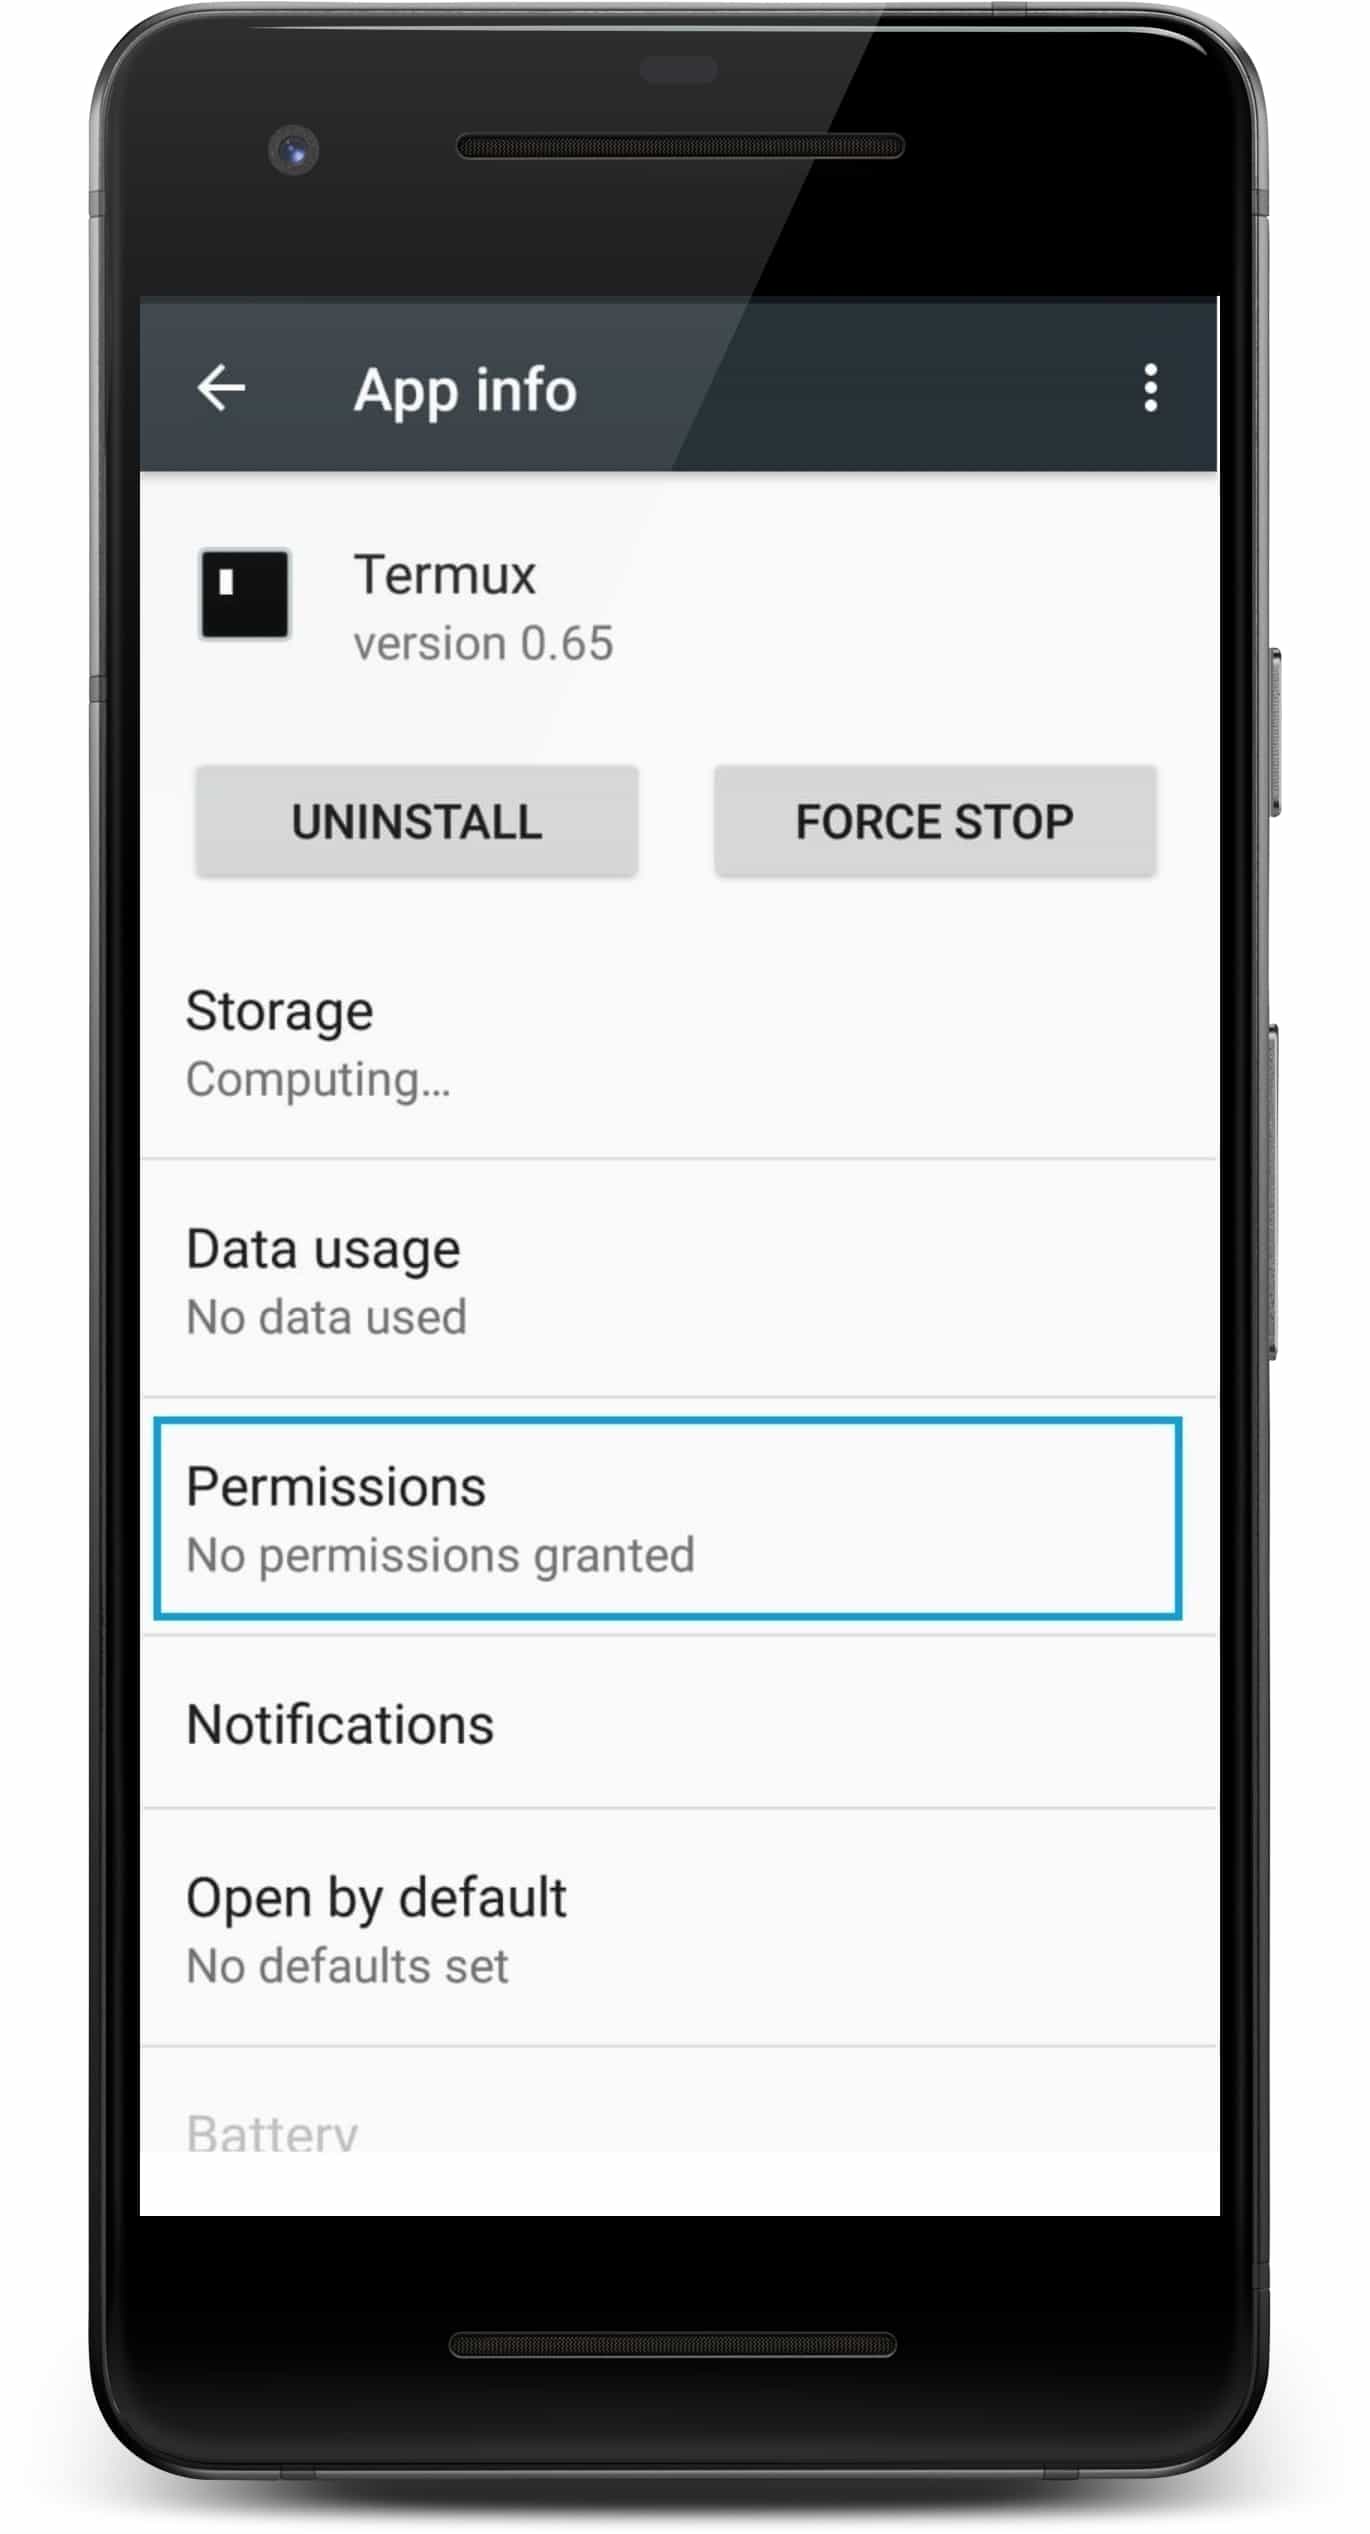 App info
Termux
version 0.65
UNINSTALL
FORCE STOP
Storage
Computing...
Data usage
No data used
Permissions
No permissions granted
Notifications
Open by default
No defaults set
Battery